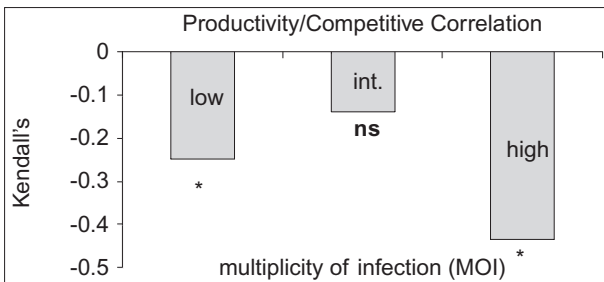 Productivity/Competitive Correlation
0
-0.1
-0.2
-0.3
-0.4
-0.5
Kendall's
low
*
int.
ns
high
*
multiplicity of infection (MOI)